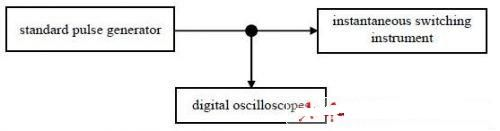 standard pulse generator
instantaneous switching
instrument
digital oscilloscope